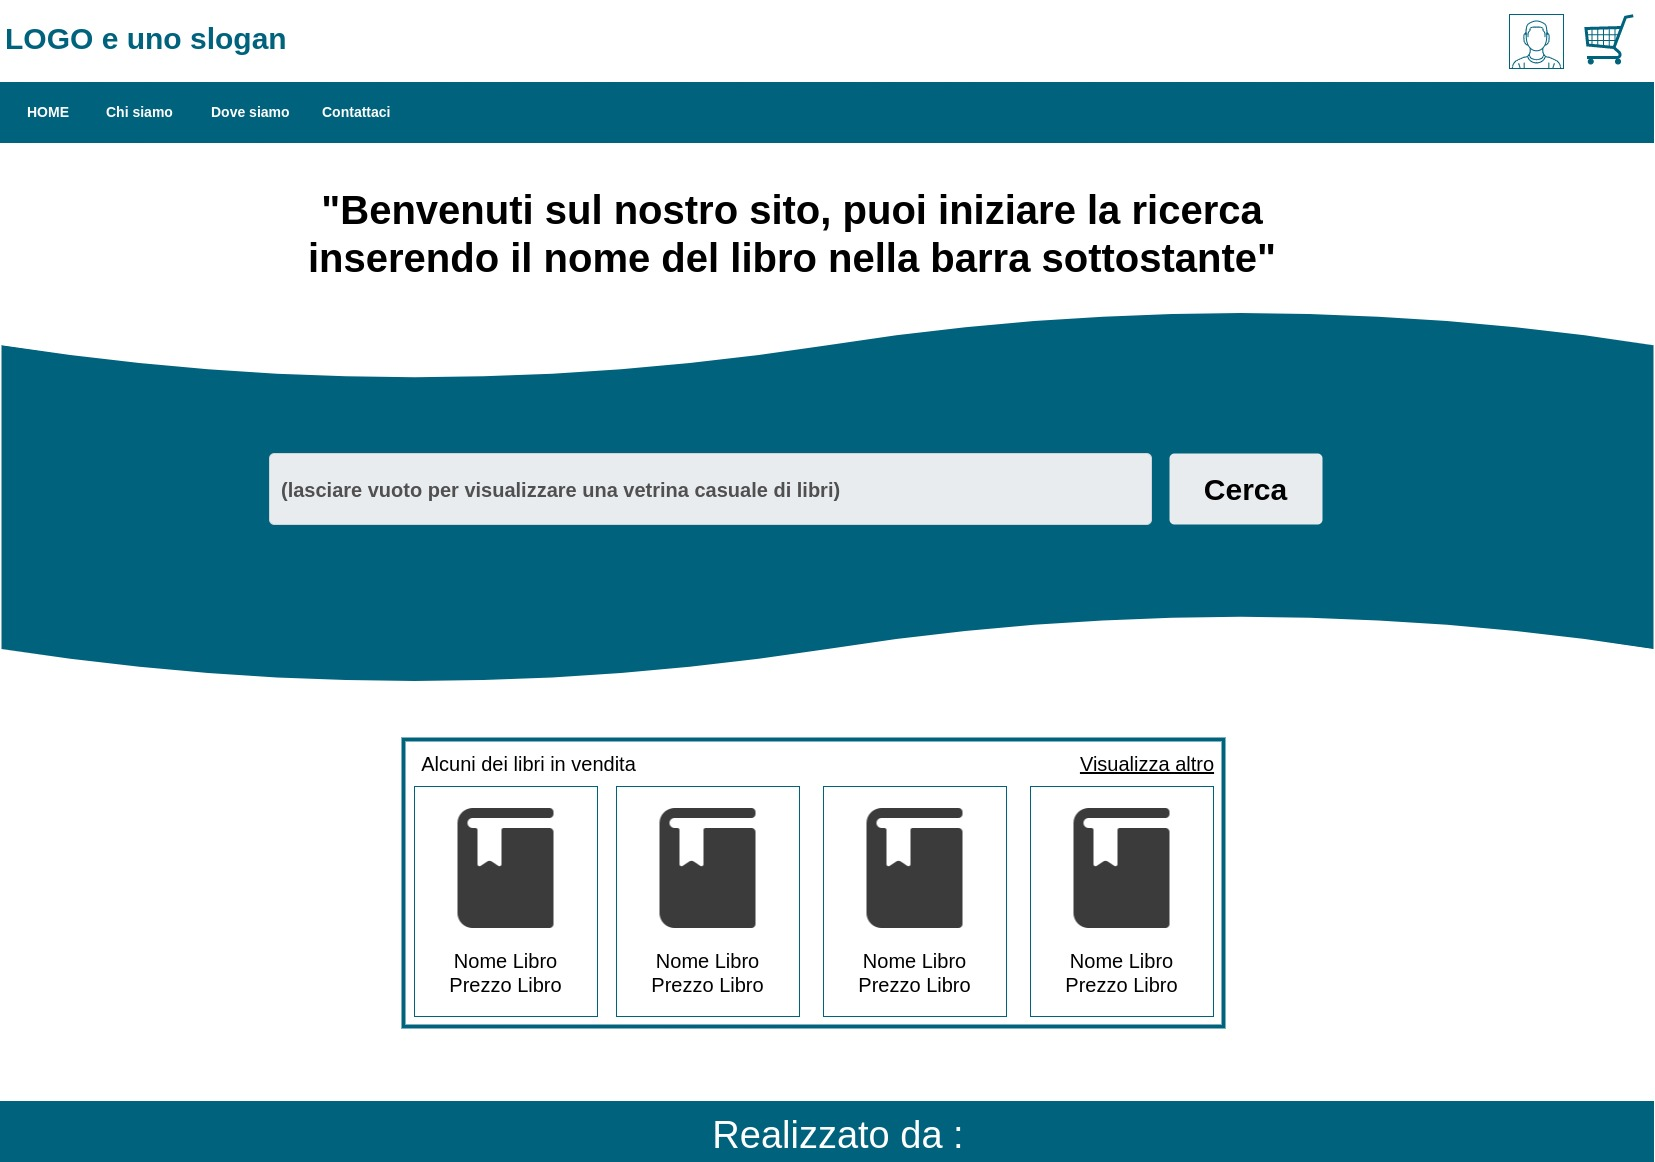 LOGO e uno slogan
HOME Chi siamo Dove siamo Contattaci
"Benvenuti sul nostro sito, puoi iniziare la ricerca
inserendo il nome del libro nella barra sottostante"
(lasciare vuoto per visualizzare una vetrina casuale di libri) Cerca
Alcuni dei libri in vendita Visualizza altro
Nome Libro Nome Libro Nome Libro Nome Libro
Prezzo Libro Prezzo Libro Prezzo Libro Prezzo Libro
Realizzato da :